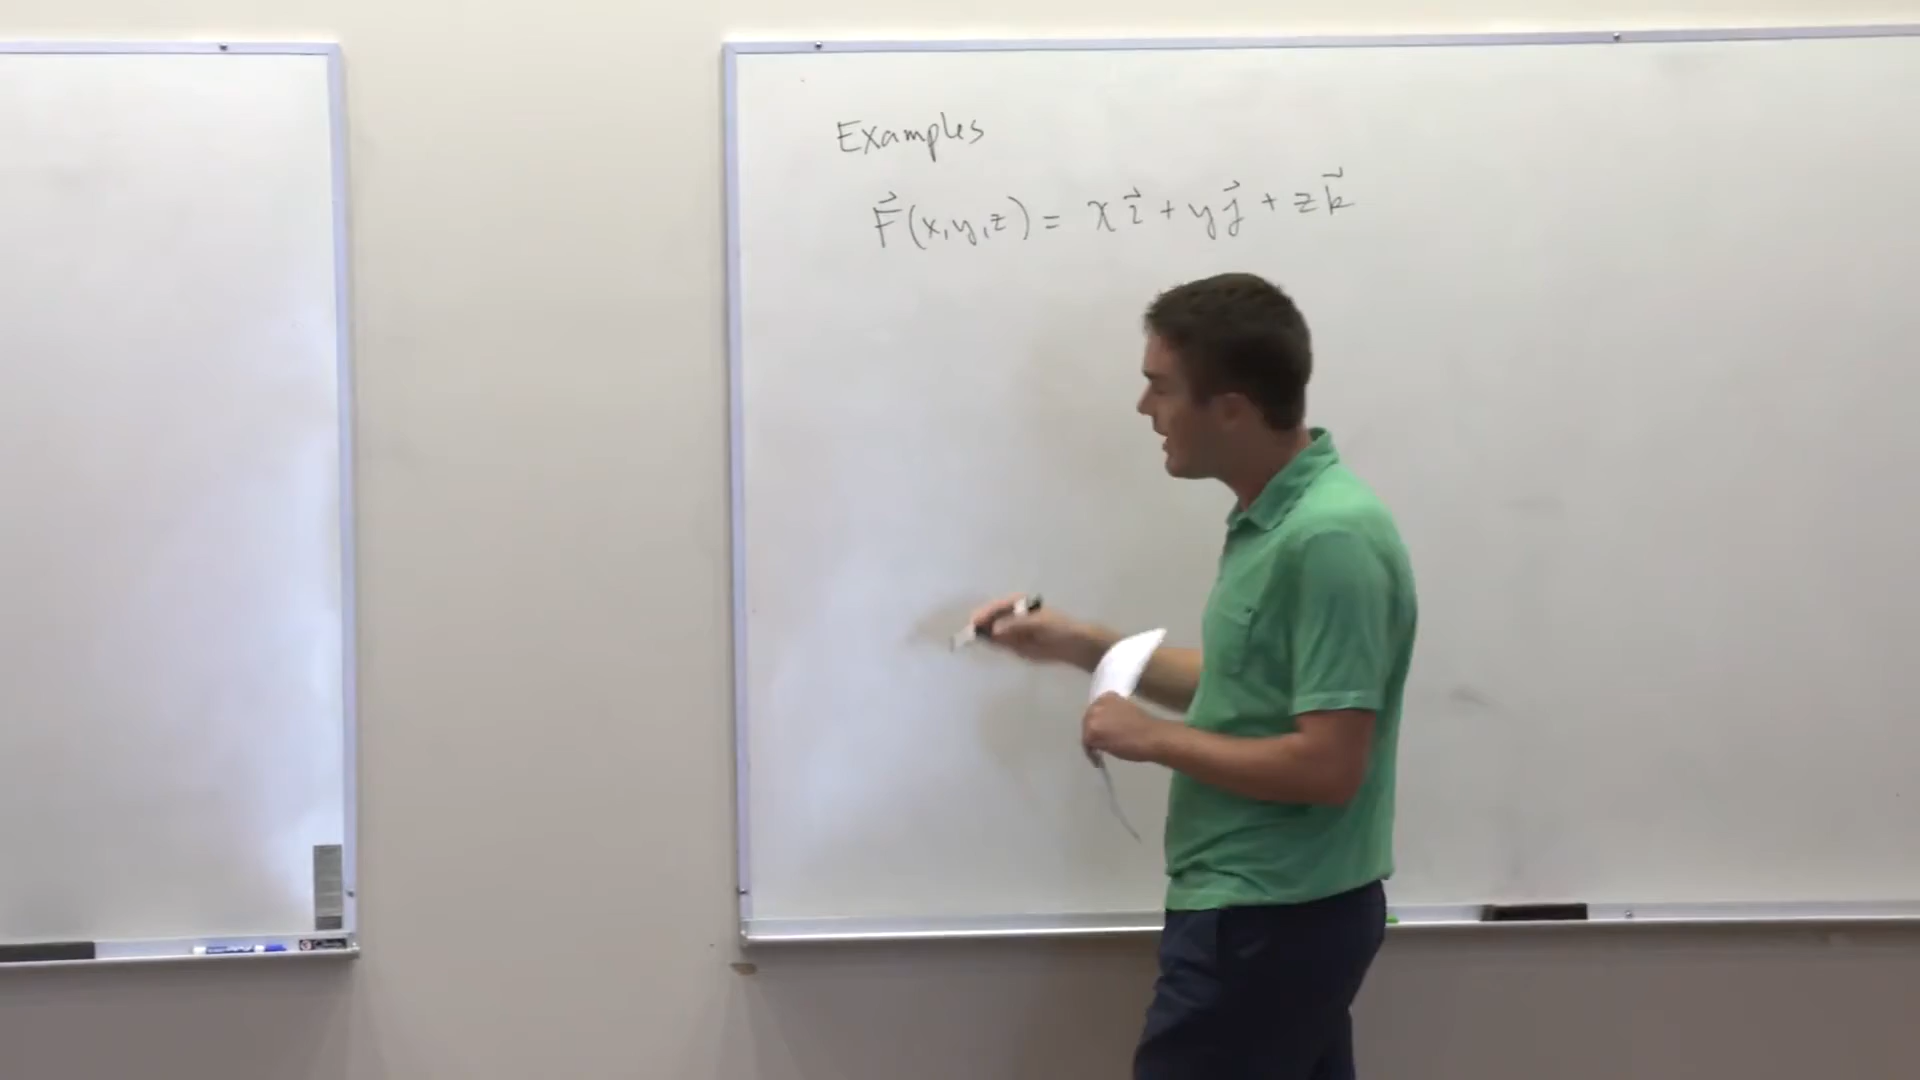 Examples
F⃗(x,y,z) = x i⃗ + y j⃗ + z k⃗